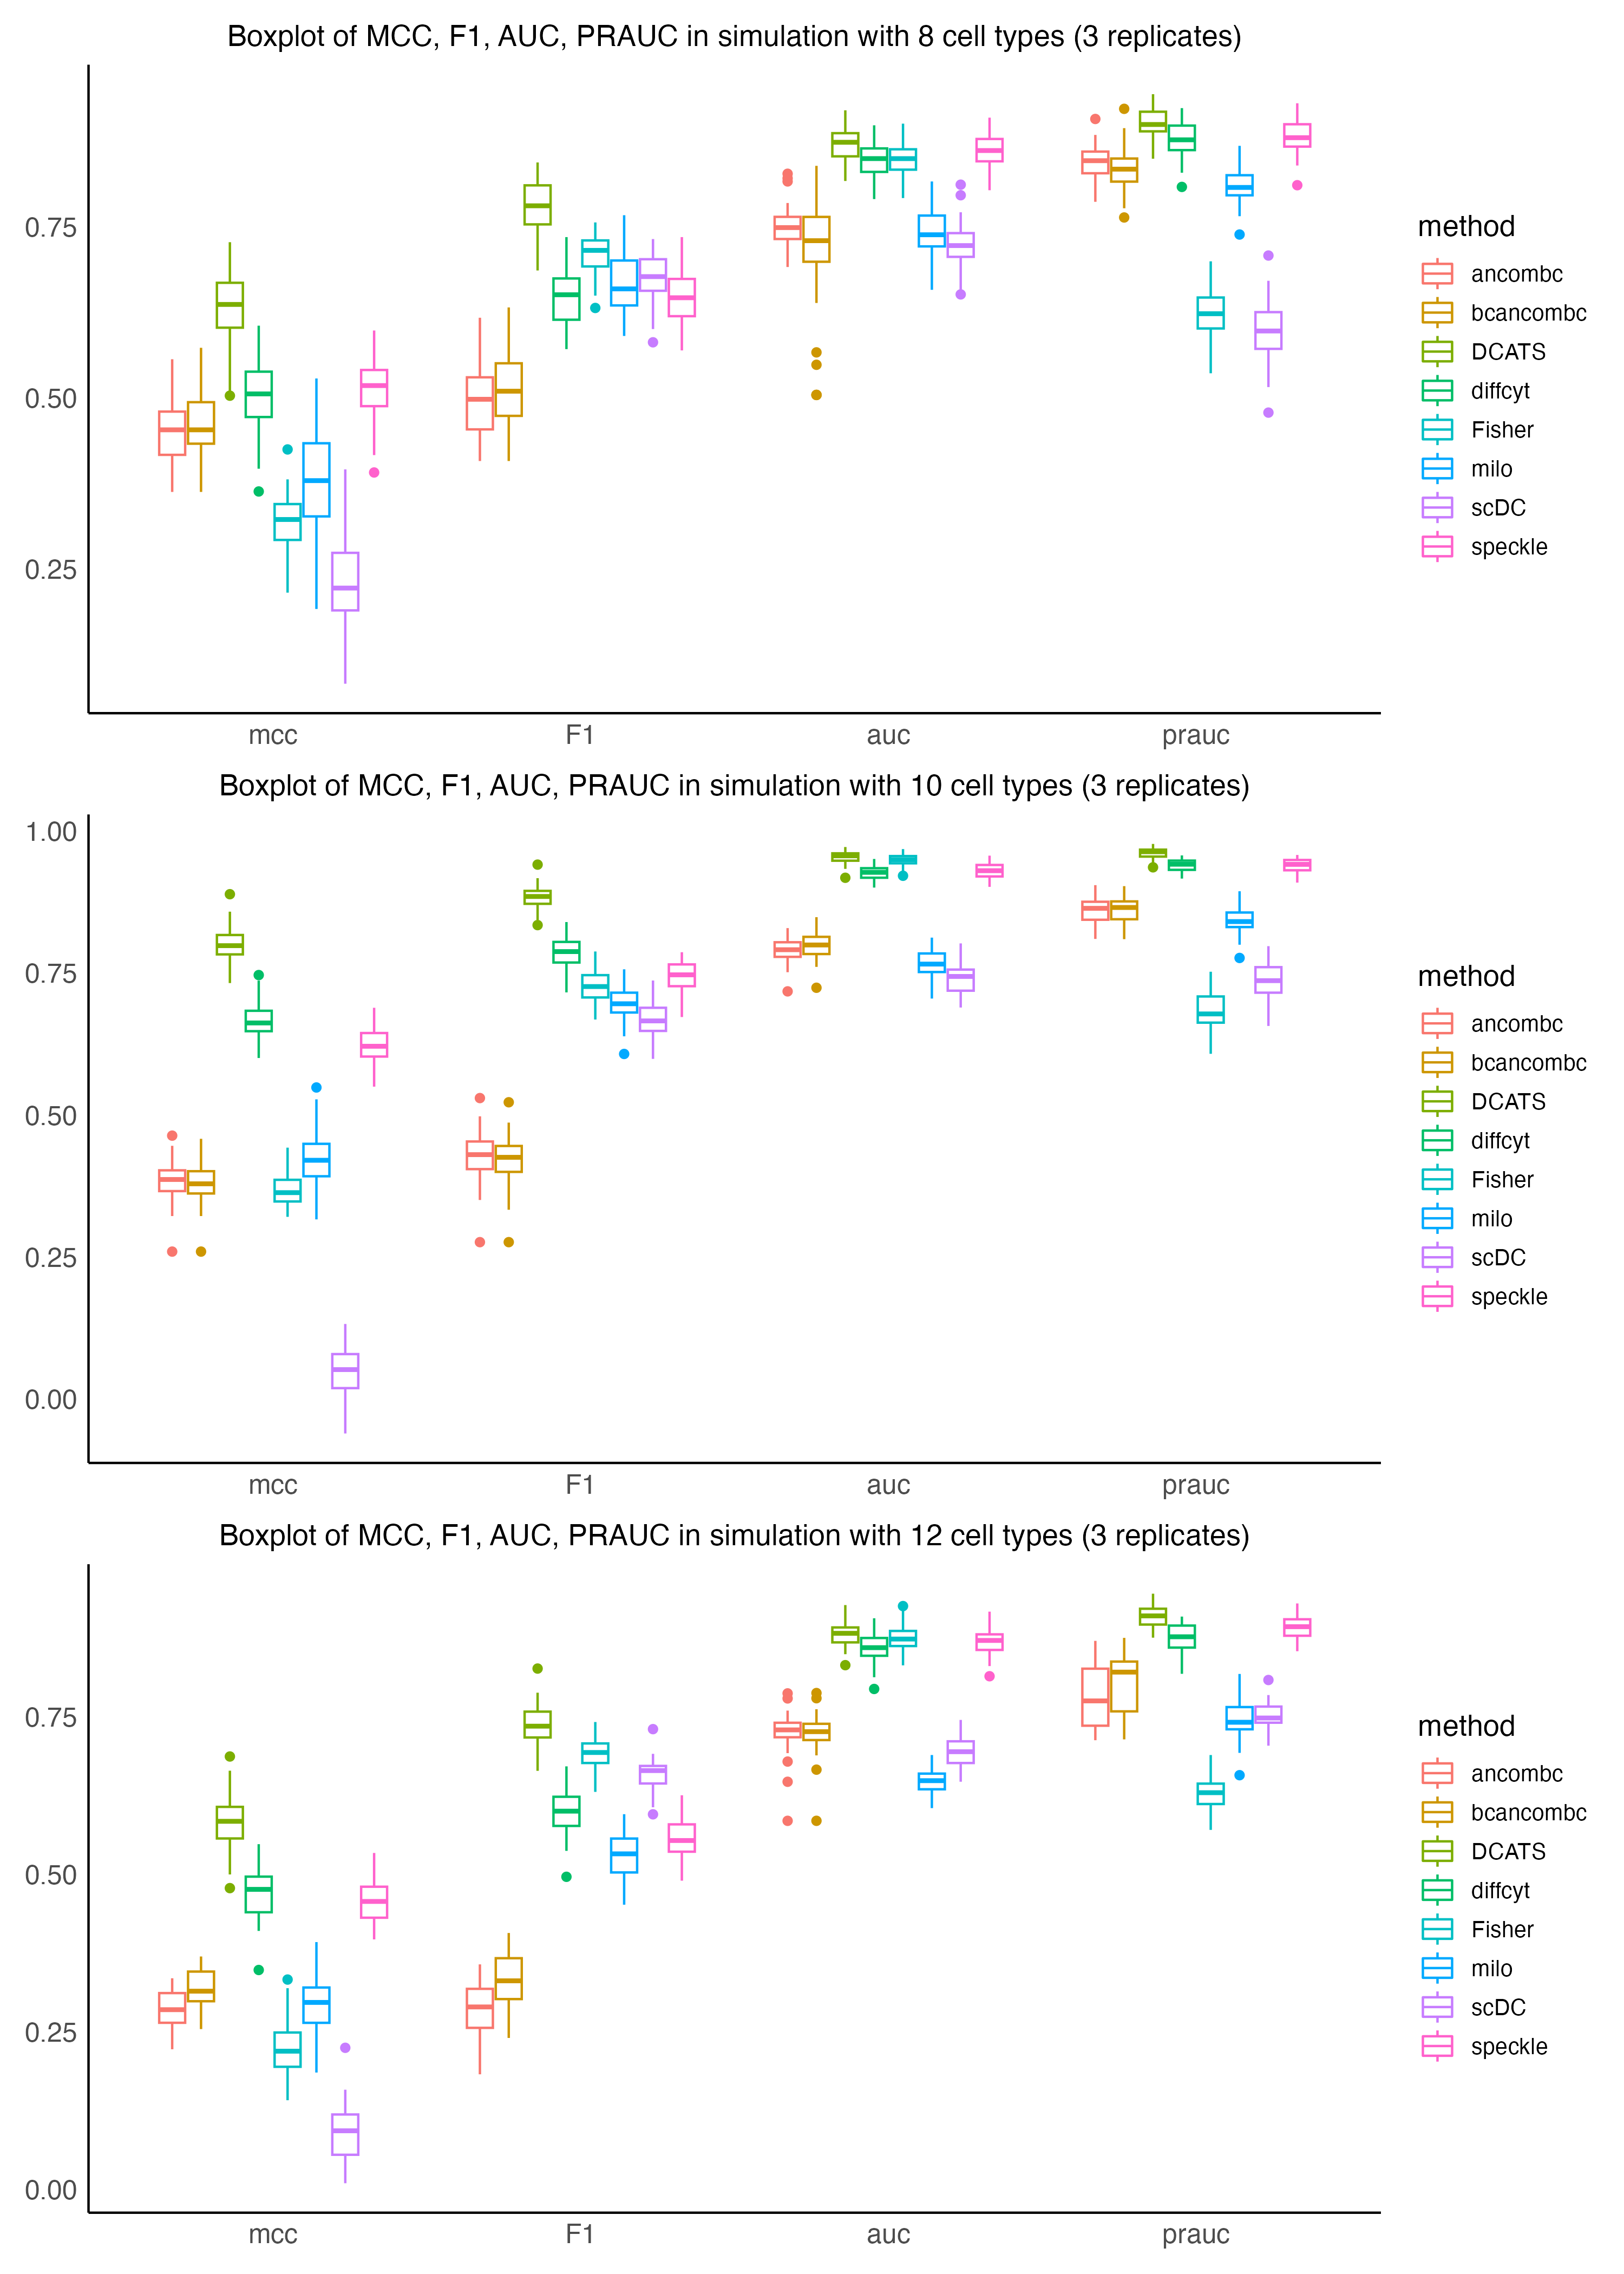 Boxplot of MCC, F1, AUC, PRAUC in simulation with 8 cell types (3 replicates)
0.75
0.50
0.25
mcc
F1
auc
prauc
method
ancombc
bcancombc
DCATS
diffcyt
Fisher
milo
scDC
speckle
Boxplot of MCC, F1, AUC, PRAUC in simulation with 10 cell types (3 replicates)
1.00
0.75
0.50
0.25
0.00
mcc
F1
auc
prauc
method
ancombc
bcancombc
DCATS
diffcyt
Fisher
milo
scDC
speckle
Boxplot of MCC, F1, AUC, PRAUC in simulation with 12 cell types (3 replicates)
0.75
0.50
0.25
0.00
mcc
F1
auc
prauc
method
ancombc
bcancombc
DCATS
diffcyt
Fisher
milo
scDC
speckle